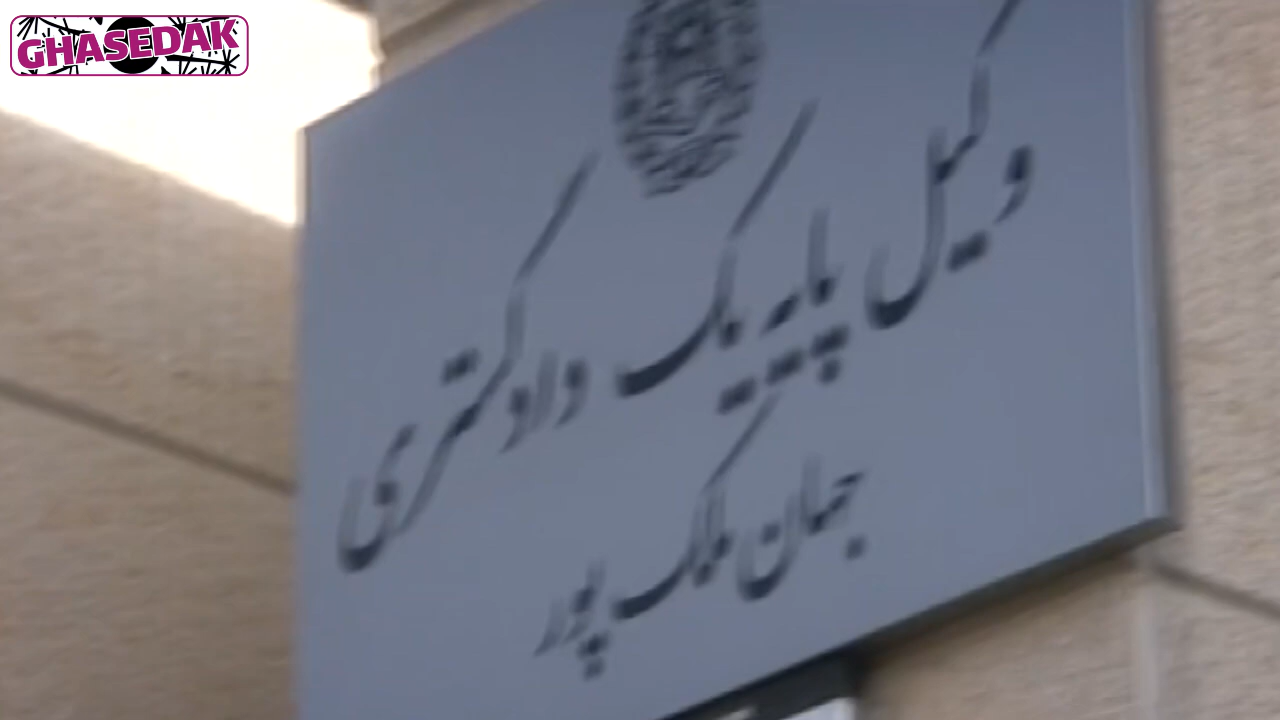 GHASEDAK
وکیل پایه یک دادگستری
جهان ملک پور